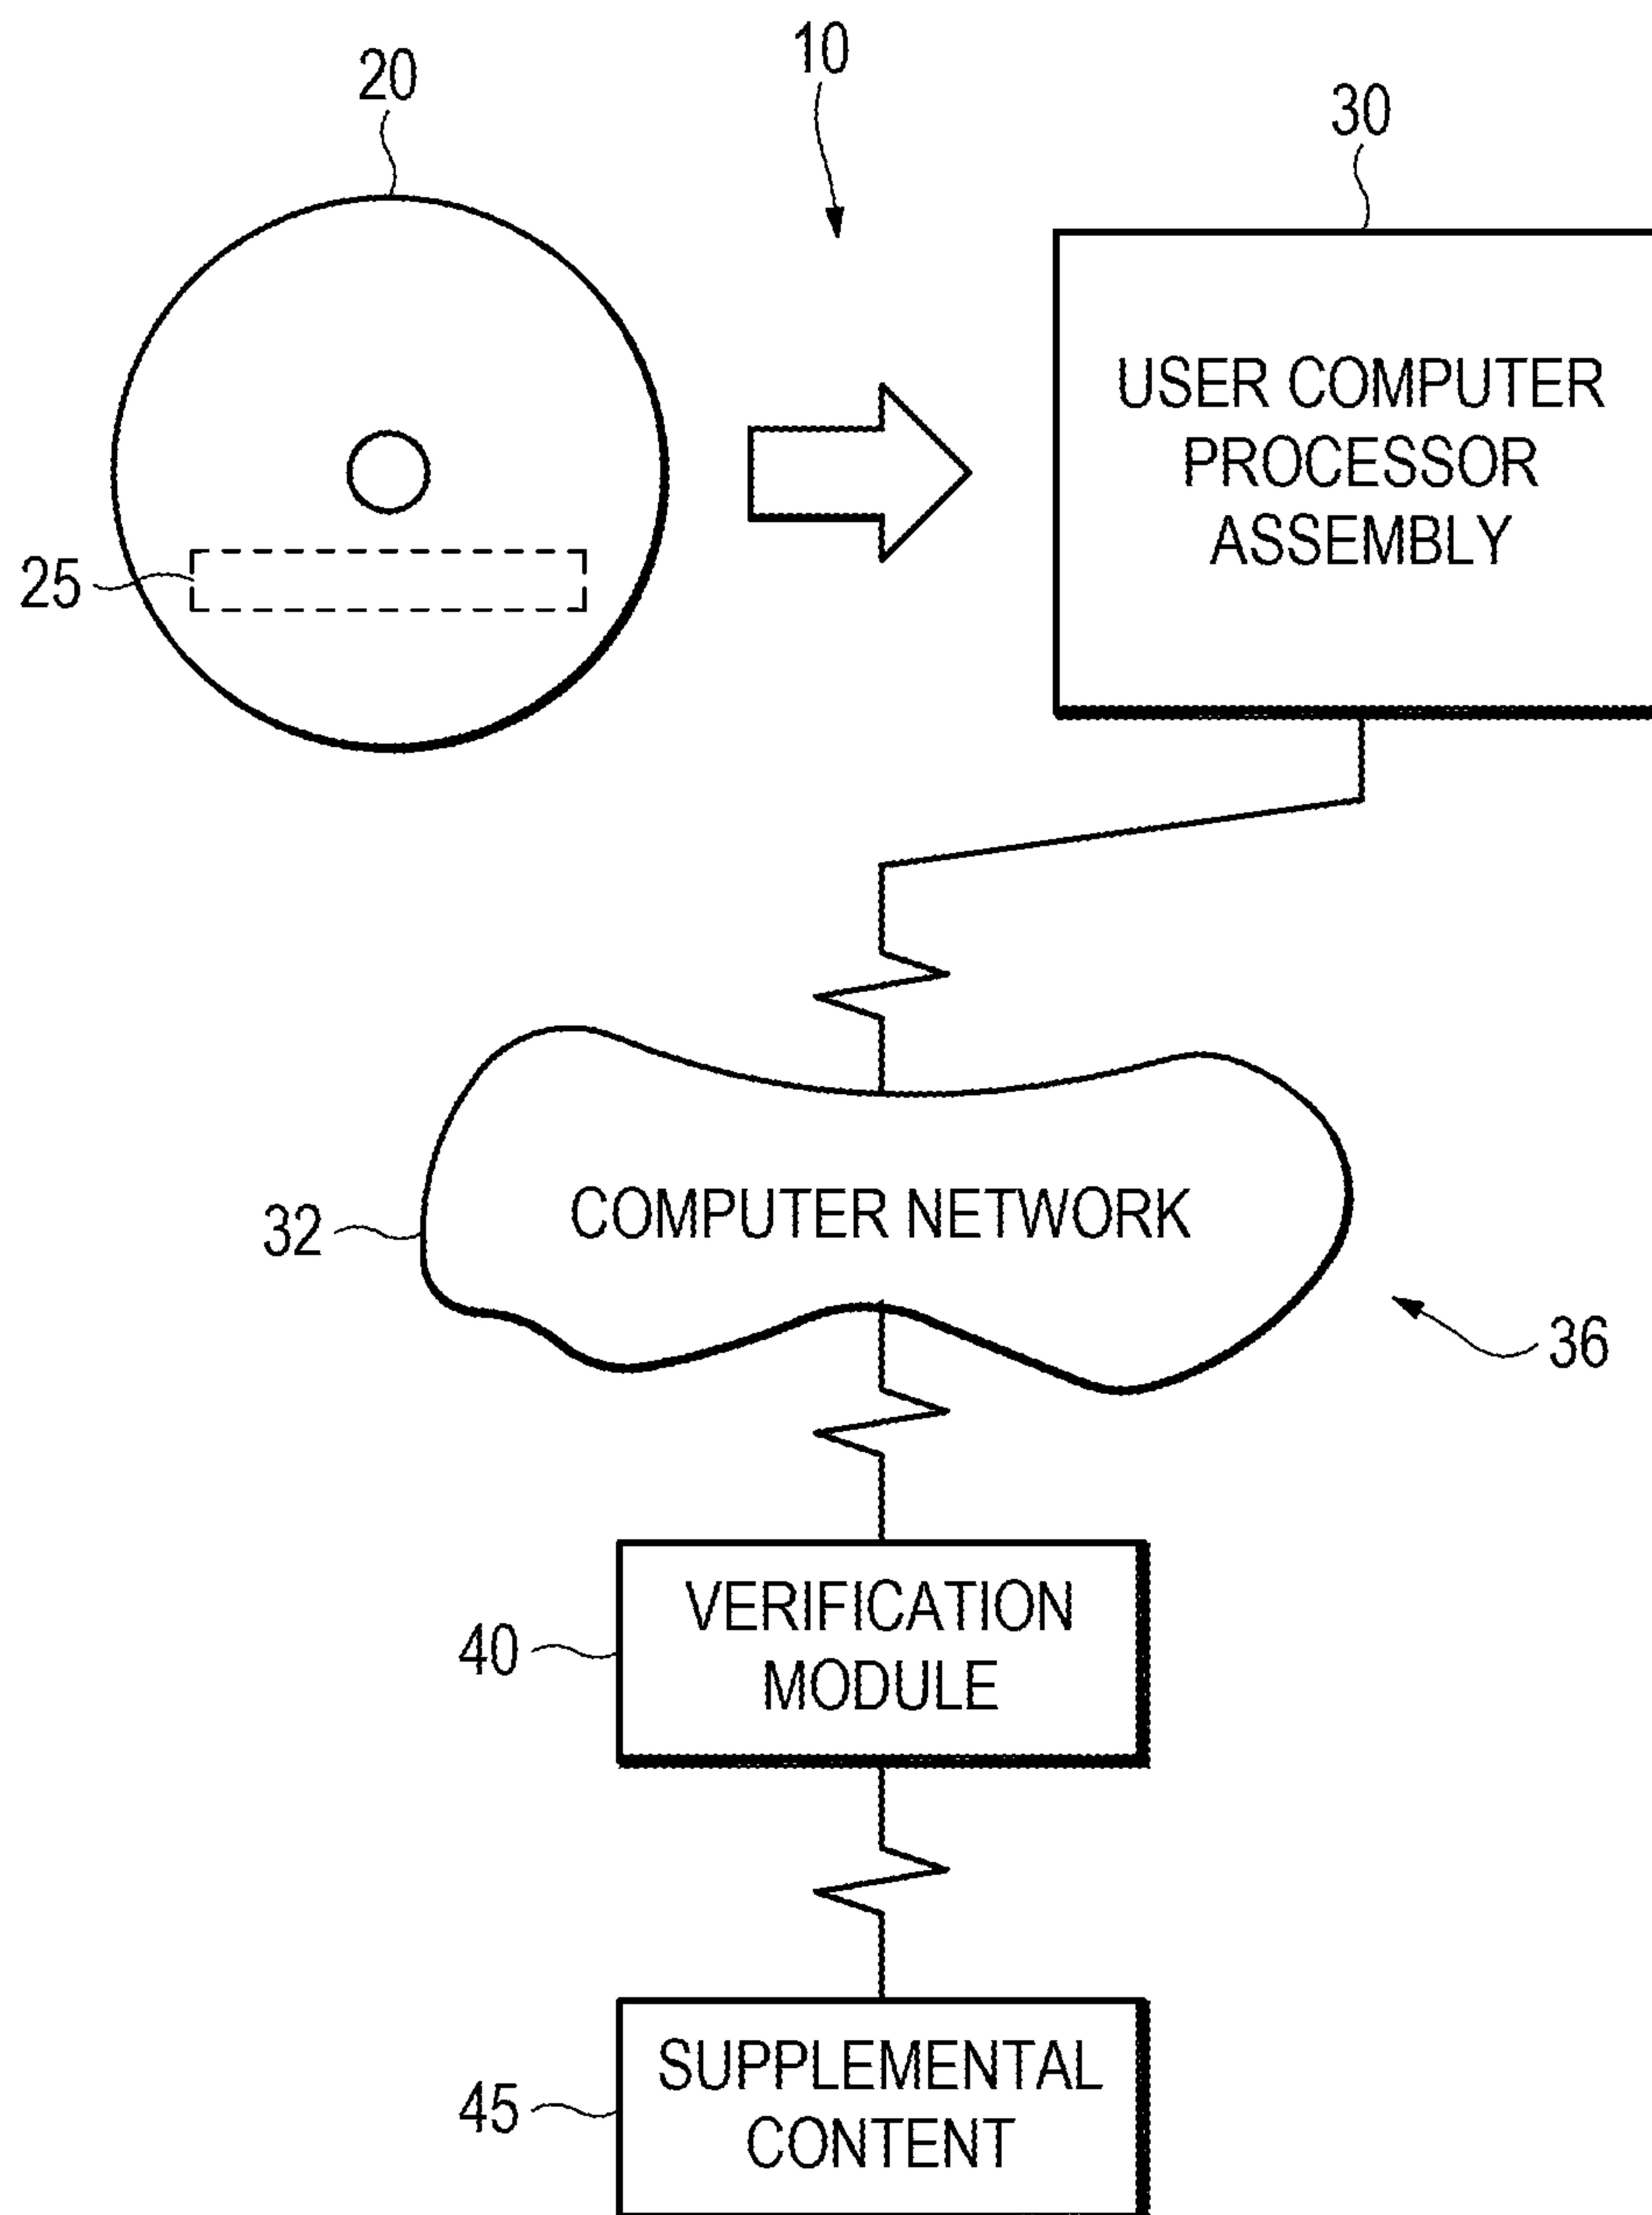 10
20
30
USER COMPUTER
PROCESSOR
ASSEMBLY
25
COMPUTER NETWORK
32
36
VERIFICATION
MODULE
40
SUPPLEMENTAL
CONTENT
45